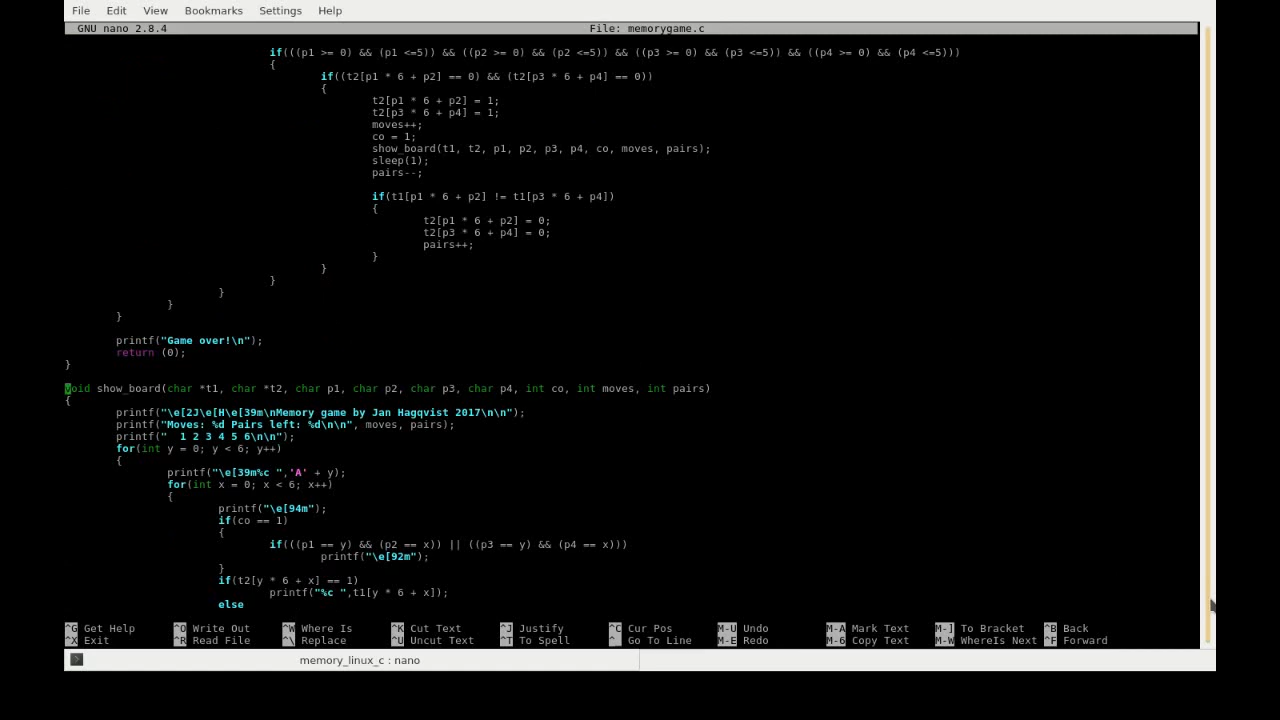 File Edit View Bookmarks Settings Help
GNU nano 2.8.4 File: memorygame.c
if(((p1 >= 0) && (p1 <=5)) && ((p2 >= 0) && (p2 <=5)) && ((p3 >= 0) && (p3 <=5)) && ((p4 >= 0) && (p4 <=5)))
{
if((t2[p1 * 6 + p2] == 0) && (t2[p3 * 6 + p4] == 0))
{
t2[p1 * 6 + p2] = 1;
t2[p3 * 6 + p4] = 1;
moves++;
co = 1;
show_board(t1, t2, p1, p2, p3, p4, co, moves, pairs);
sleep(1);
pairs--;
if(t1[p1 * 6 + p2] != t1[p3 * 6 + p4])
{
t2[p1 * 6 + p2] = 0;
t2[p3 * 6 + p4] = 0;
pairs++;
}
}
}
}
}
}
printf("Game over!\n");
return (0);
}
void show_board(char *t1, char *t2, char p1, char p2, char p3, char p4, int co, int moves, int pairs)
{
printf("\e[2J\e[H\e[39m\nMemory game by Jan Hagqvist 2017\n\n");
printf("Moves: %d Pairs left: %d\n\n", moves, pairs);
printf("  1 2 3 4 5 6\n\n");
for(int y = 0; y < 6; y++)
{
printf("\e[39m%c ",'A' + y);
for(int x = 0; x < 6; x++)
{
printf("\e[94m");
if(co == 1)
{
if(((p1 == y) && (p2 == x)) || ((p3 == y) && (p4 == x)))
printf("\e[92m");
}
if(t2[y * 6 + x] == 1)
printf("%c ",t1[y * 6 + x]);
else
^G Get Help ^O Write Out ^W Where Is ^K Cut Text ^J Justify ^C Cur Pos M-U Undo M-A Mark Text M-] To Bracket ^B Back
^X Exit ^R Read File ^\ Replace ^U Uncut Text ^T To Spell ^_ Go To Line M-E Redo M-6 Copy Text M-W WhereIs Next ^F Forward
memory_linux_c : nano